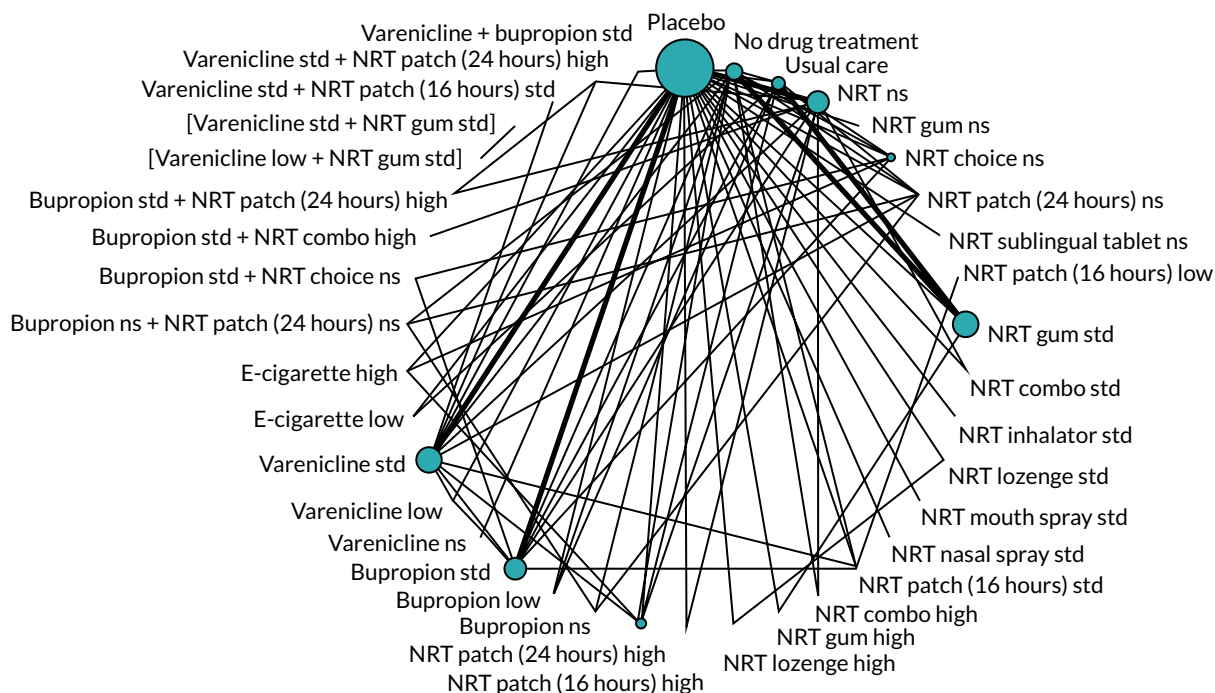 Placebo
No drug treatment
Usual care
NRT ns
NRT gum ns
NRT choice ns
NRT patch (24 hours) ns
NRT sublingual tablet ns
NRT patch (16 hours) low
NRT gum std
NRT combo std
NRT inhalator std
NRT lozenge std
NRT mouth spray std
NRT nasal spray std
NRT patch (16 hours) std
NRT combo high
NRT gum high
NRT lozenge high
NRT patch (16 hours) high
NRT patch (24 hours) high
Bupropion ns
Bupropion low
Bupropion std
Varenicline ns
Varenicline low
Varenicline std
E-cigarette low
E-cigarette high
Bupropion ns + NRT patch (24 hours) ns
Bupropion std + NRT choice ns
Bupropion std + NRT combo high
Bupropion std + NRT patch (24 hours) high
[Varenicline low + NRT gum std]
[Varenicline std + NRT gum std]
Varenicline std + NRT patch (16 hours) std
Varenicline std + NRT patch (24 hours) high
Varenicline + bupropion std